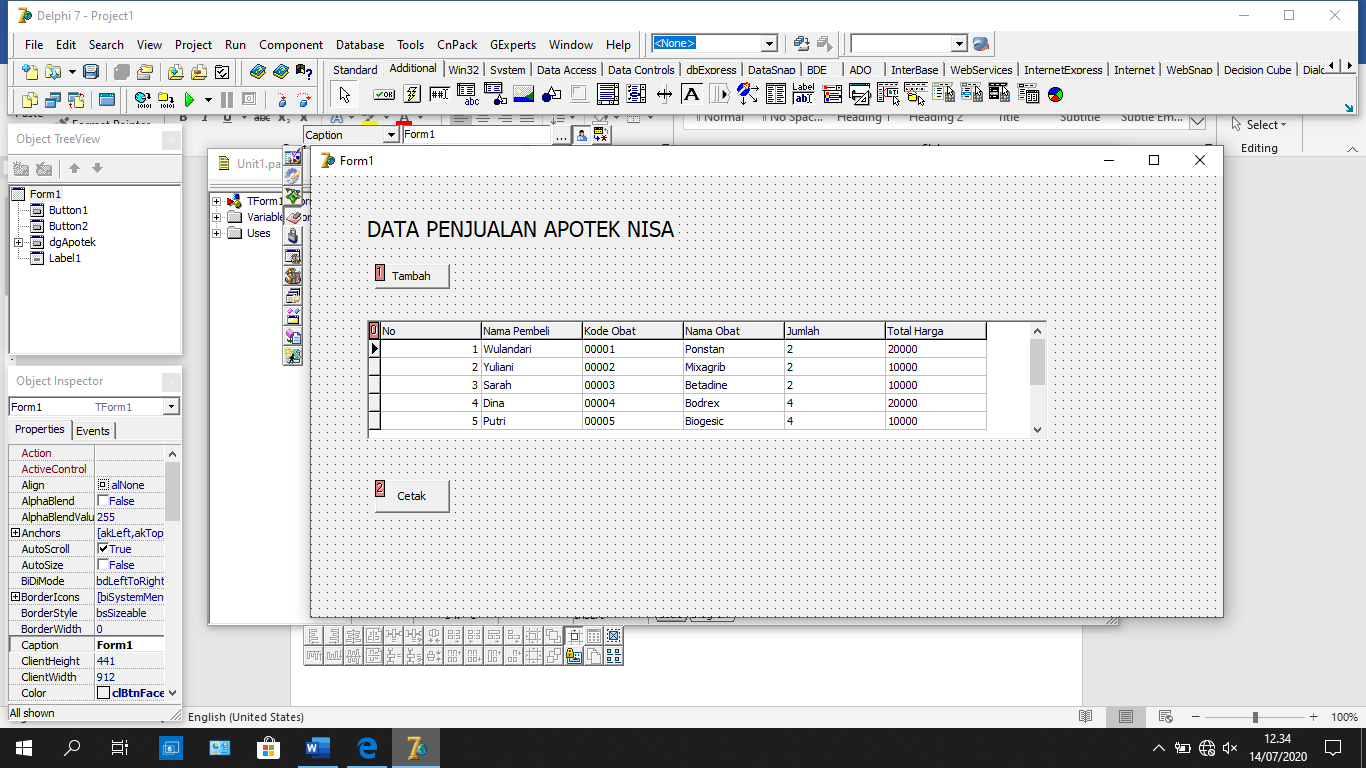 Delphi 7 - Project1
File Edit Search View Project Run Component Database Tools CnPack GExperts Window Help <None>
Standard Additional Win32 System Data Access Data Controls dbExpress DataSnap BDE ADO InterBase WebServices InternetExpress Internet WebSnap Decision Cube
Normal No Spac... Heading 1 Heading 2 Title Subtitle Subtle Em...
Select
Editing
Object TreeView
Form1
Button1
Button2
dgApotek
Label1
Caption Form1 ...
Unit1.pa
TForm1
Variable
Uses
Form1
DATA PENJUALAN APOTEK NISA
1 Tambah
0 No Nama Pembeli Kode Obat Nama Obat Jumlah Total Harga
1 Wulandari 00001 Ponstan 2 20000
2 Yuliani 00002 Mixagrib 2 10000
3 Sarah 00003 Betadine 2 10000
4 Dina 00004 Bodrex 4 20000
5 Putri 00005 Biogesic 4 10000
2 Cetak
Object Inspector
Form1 TForm1
Properties Events
Action
ActiveControl
Align alNone
AlphaBlend False
AlphaBlendValu 255
Anchors [akLeft,akTop
AutoScroll True
AutoSize False
BiDiMode bdLeftToRight
BorderIcons [biSystemMen
BorderStyle bsSizeable
BorderWidth 0
Caption Form1
ClientHeight 441
ClientWidth 912
Color clBtnFace
All shown
English (United States)
100%
12.34
14/07/2020